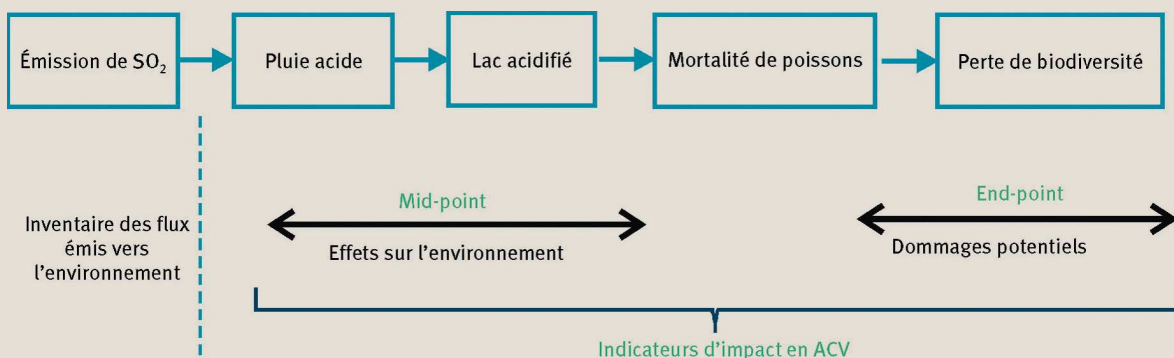 Émission de SO₂
Pluie acide
Lac acidifié
Mortalité de poissons
Perte de biodiversité
Mid-point
End-point
Inventaire des flux
émis vers
l’environnement
Effets sur l’environnement
Dommages potentiels
Indicateurs d’impact en ACV